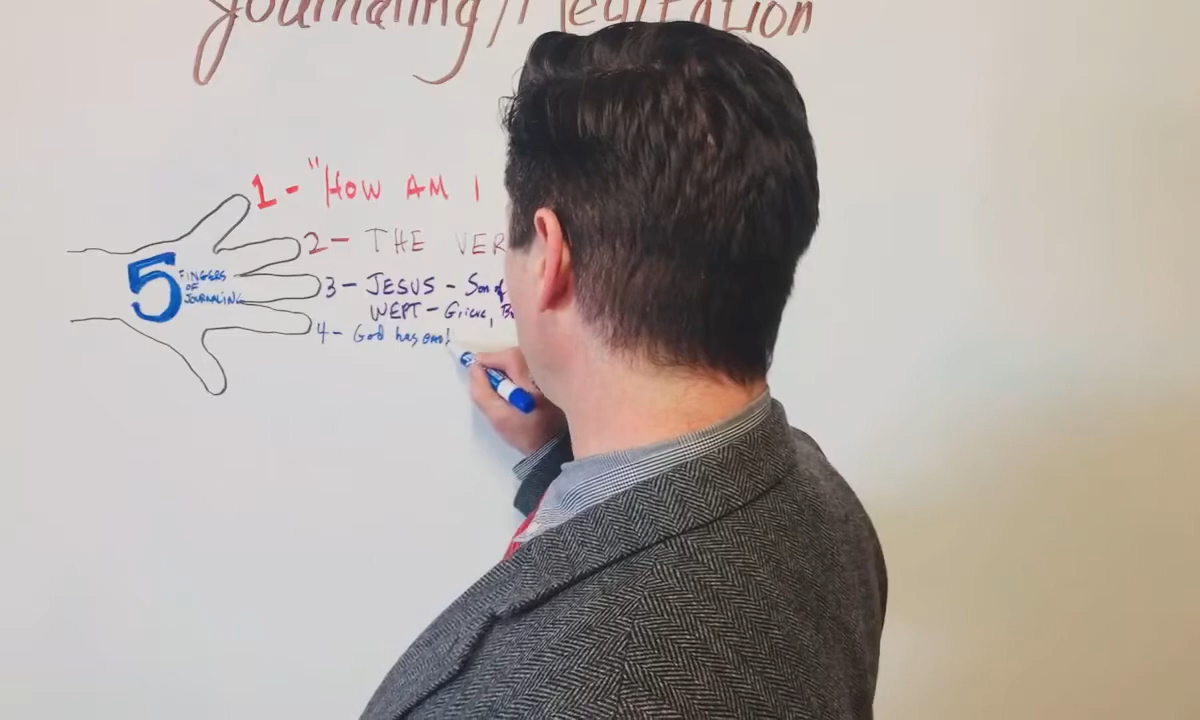 Journaling/Meditation
1- "HOW AM I
2- THE VER
3- JESUS - Son of
WEPT - Grieve,
4- God has
5 FINGERS
OF
JOURNALING